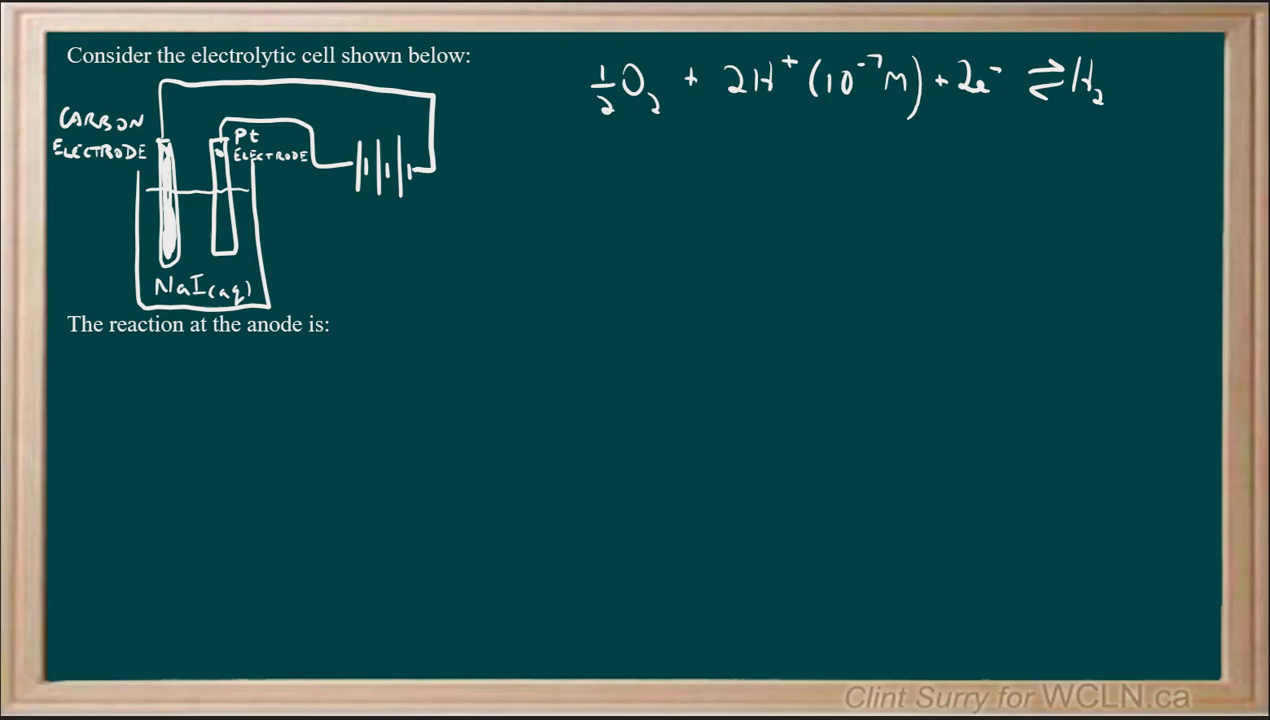 Consider the electrolytic cell shown below:
½O₂ + 2H⁺ (10⁻⁷M) + 2e⁻ ⇌ H₂
CARBON
ELECTRODE
Pt
ELECTRODE
NaI(aq)
The reaction at the anode is:
Clint Surry for WCLN.ca